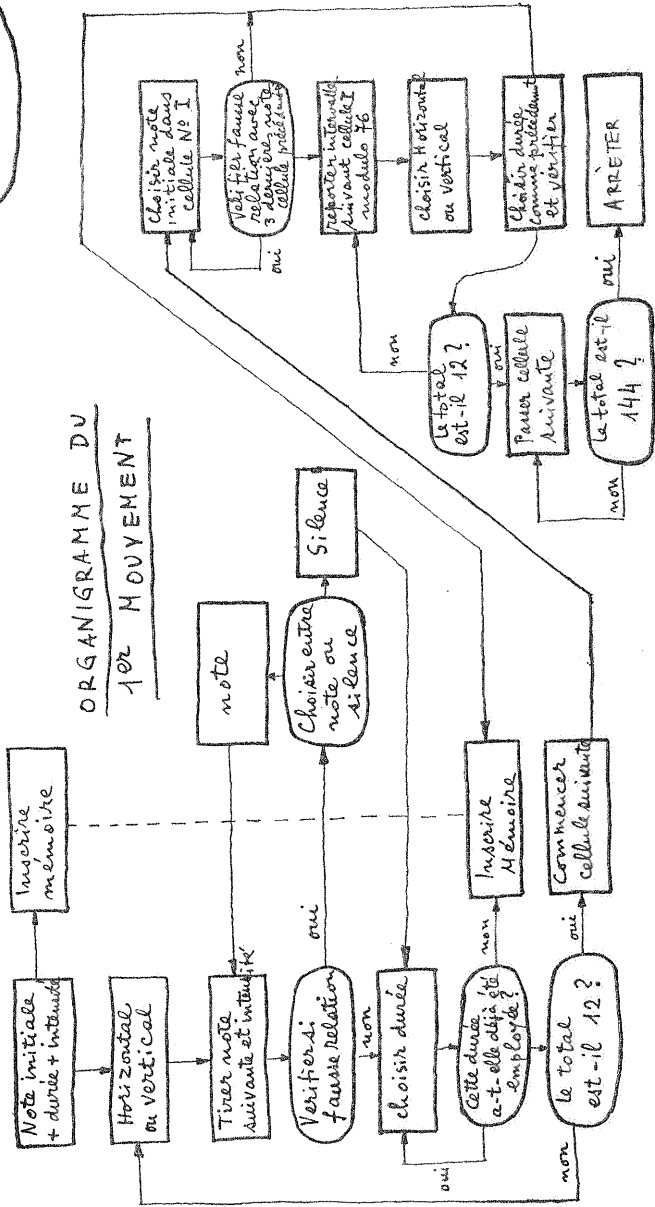 ORGANIGRAMME DU
1er MOUVEMENT
Note initiale
+ durée + intensité
Inscrire
mémoire
Horizontal
ou vertical
Tirer note
suivante et intensité
note
Vérifier si
fausse relation
oui
non
Choisir entre
note ou
silence
Silence
choisir durée
Cette durée
a-t-elle déjà été
employée ?
oui
non
Inscrire
Mémoire
le total
est-il 12 ?
non
oui
Commencer
cellule suivante
Choisir note
initiale dans
cellule Nº I
Vérifier fausse
relation avec
3 dernières note
cellule précédente
oui
non
reporter intervalle
suivant cellule I
modulo 76
choisir Horizontal
ou vertical
Choisir durée
comme précédemt
et vérifier
Le total
est-il 12 ?
non
oui
Passer cellule
suivante
Le total est-il
144 ?
non
oui
ARRÈTER